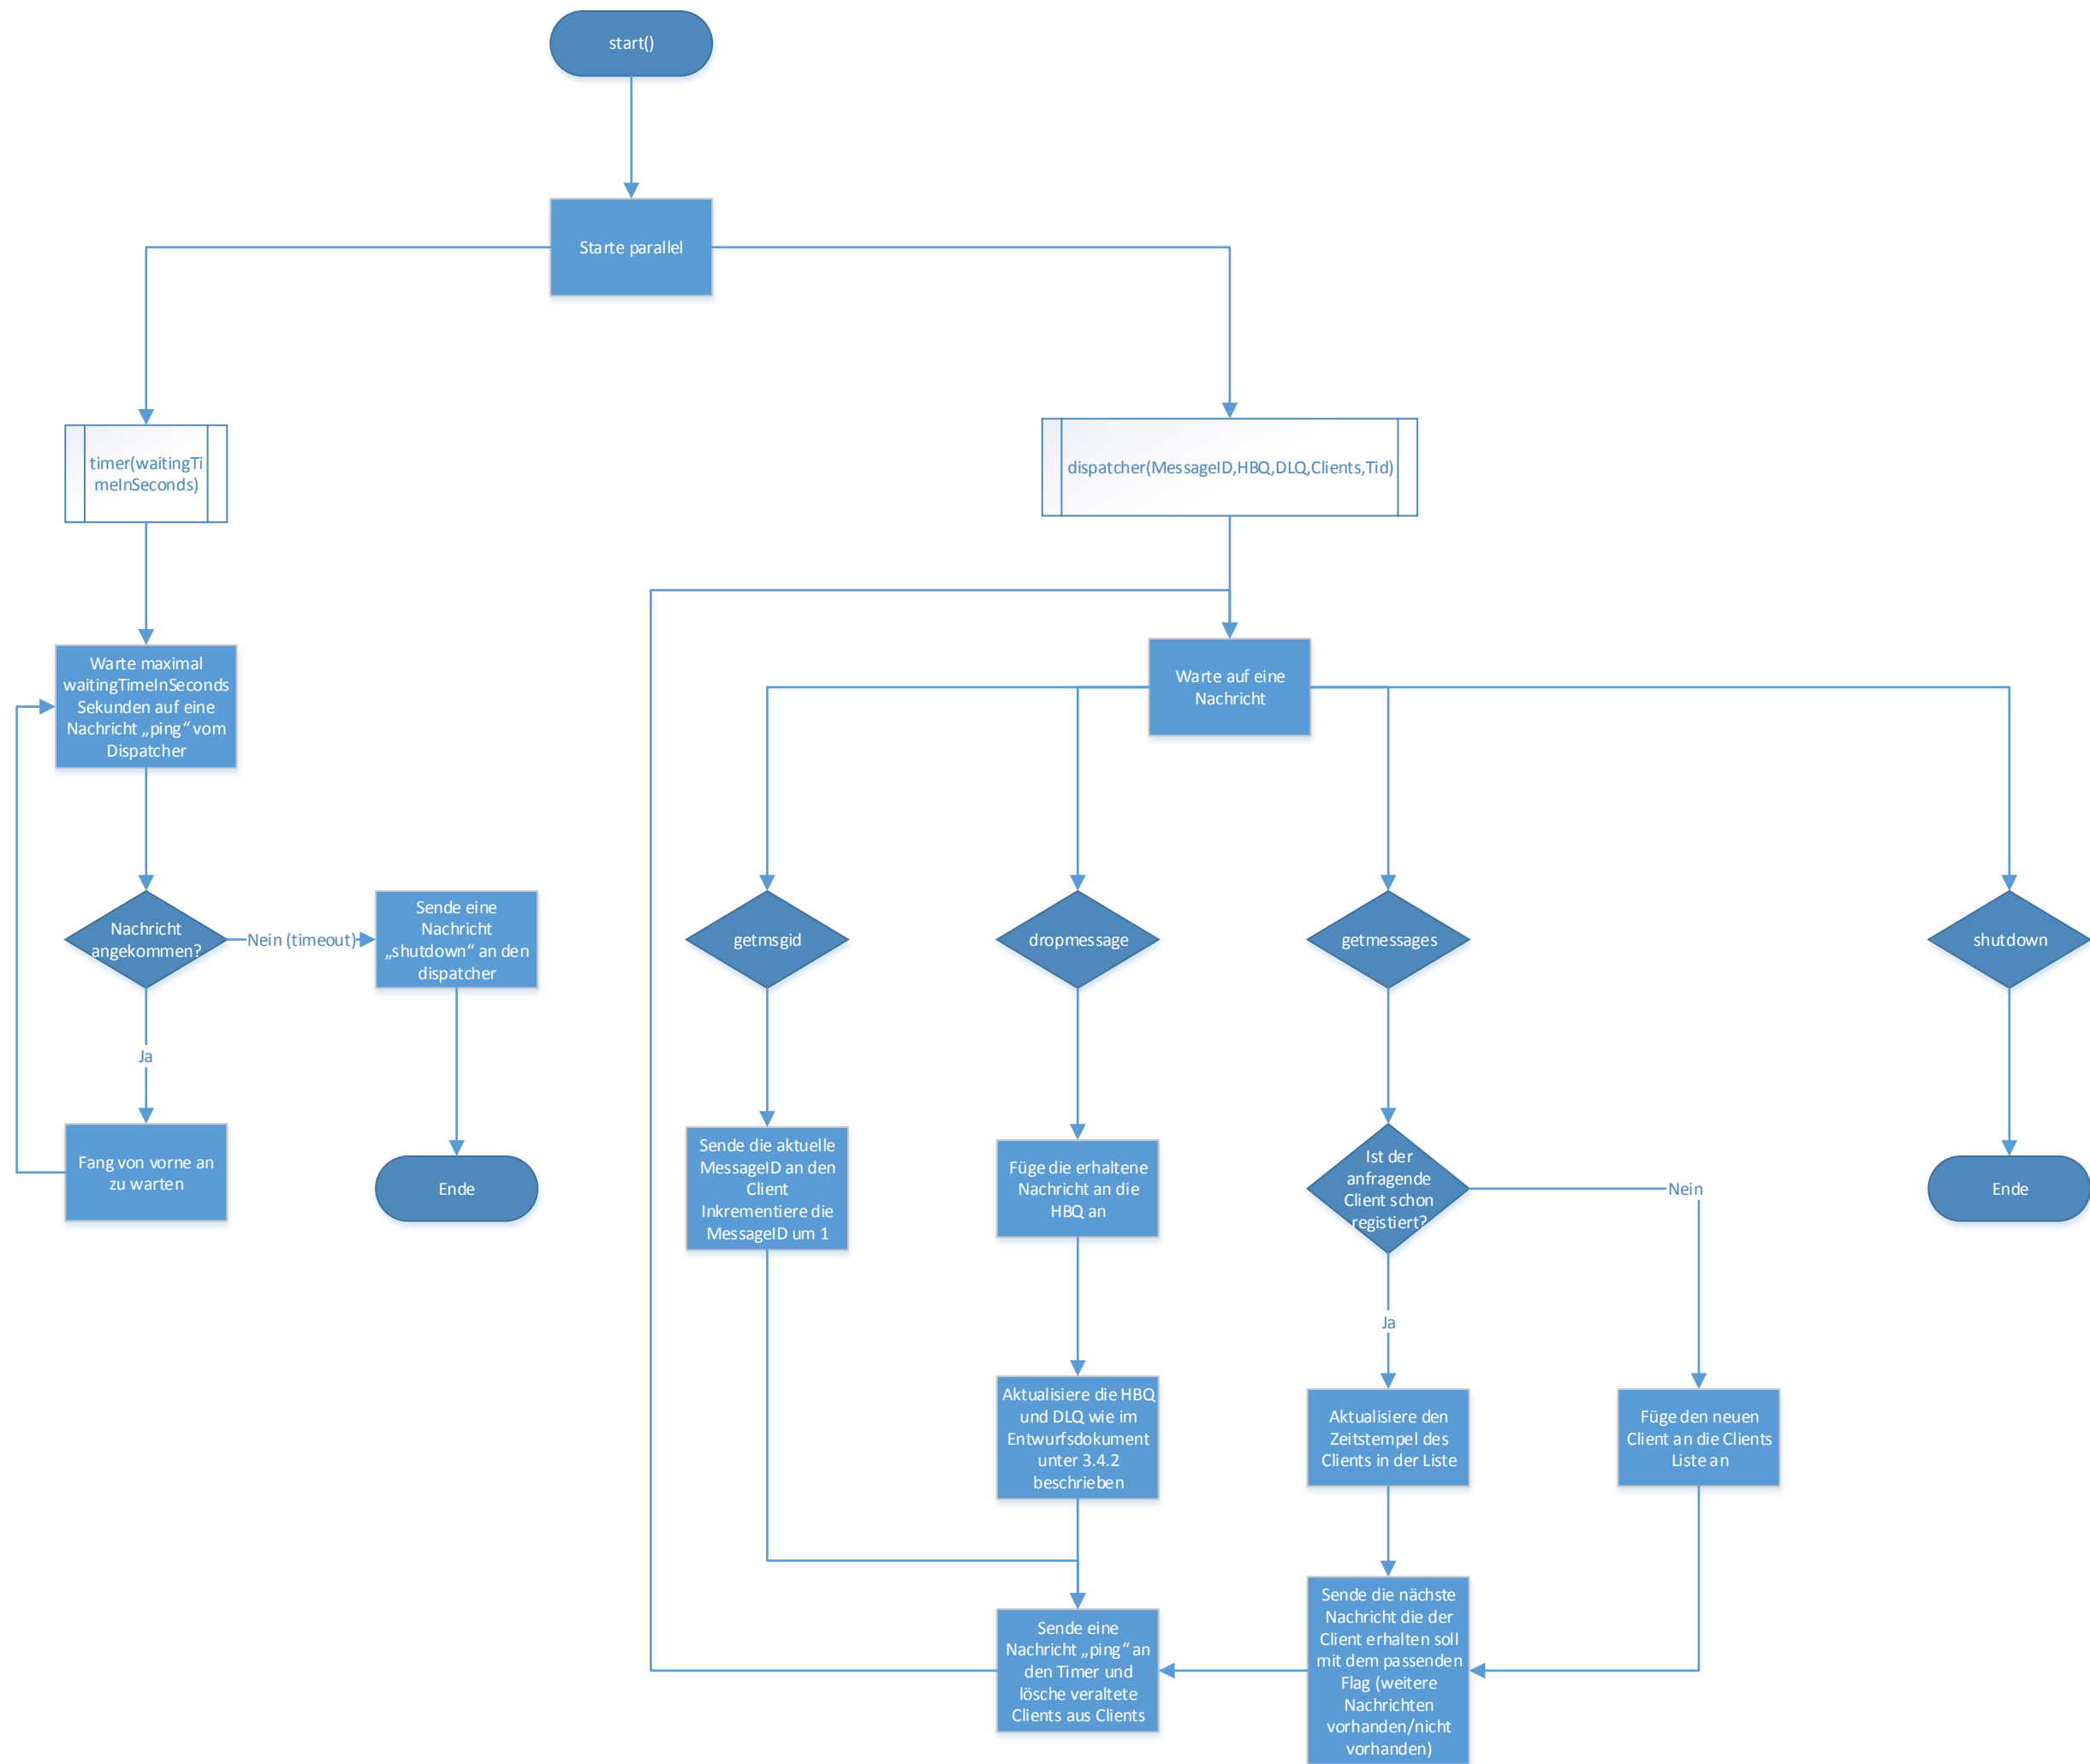 start()
Starte parallel
timer(waitingTi
meInSeconds)
dispatcher(MessageID,HBQ,DLQ,Clients,Tid)
Warte maximal
waitingTimeInSeconds
Sekunden auf eine
Nachricht „ping“ vom
Dispatcher
Warte auf eine
Nachricht
Nachricht
angekommen?
Nein (timeout)
Sende eine
Nachricht
„shutdown“ an den
dispatcher
getmsgid
dropmessage
getmessages
shutdown
Ja
Fang von vorne an
zu warten
Ende
Sende die aktuelle
MessageID an den
Client
Inkrementiere die
MessageID um 1
Füge die erhaltene
Nachricht an die
HBQ an
Ist der
anfragende
Client schon
registiert?
Nein
Ende
Ja
Aktualisiere die HBQ
und DLQ wie im
Entwurfsdokument
unter 3.4.2
beschrieben
Aktualisiere den
Zeitstempel des
Clients in der Liste
Füge den neuen
Client an die Clients
Liste an
Sende eine
Nachricht „ping“ an
den Timer und
lösche veraltete
Clients aus Clients
Sende die nächste
Nachricht die der
Client erhalten soll
mit dem passenden
Flag (weitere
Nachrichten
vorhanden/nicht
vorhanden)